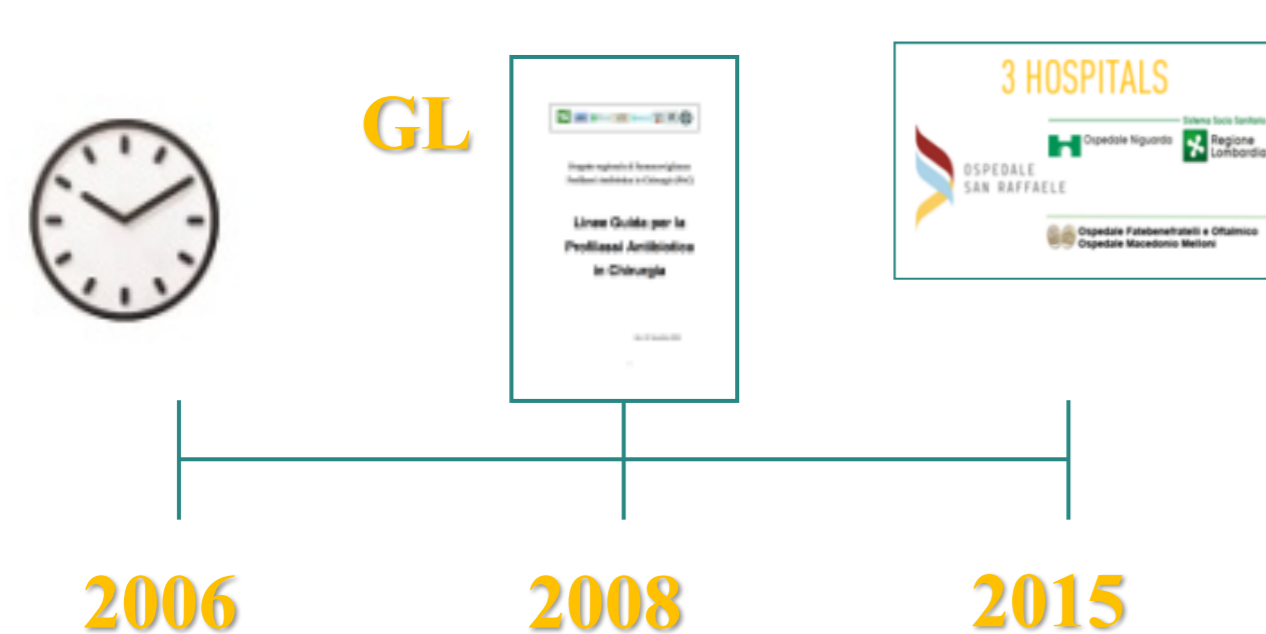 GL
Linee Guida per la
Profilassi Antibiotica
in Chirurgia
3 HOSPITALS
OSPEDALE
SAN RAFFAELE
Sistema Socio Sanitario
Ospedale Niguarda
Regione
Lombardia
Ospedale Fatebenefratelli e Oftalmico
Ospedale Macedonio Melloni
2006
2008
2015